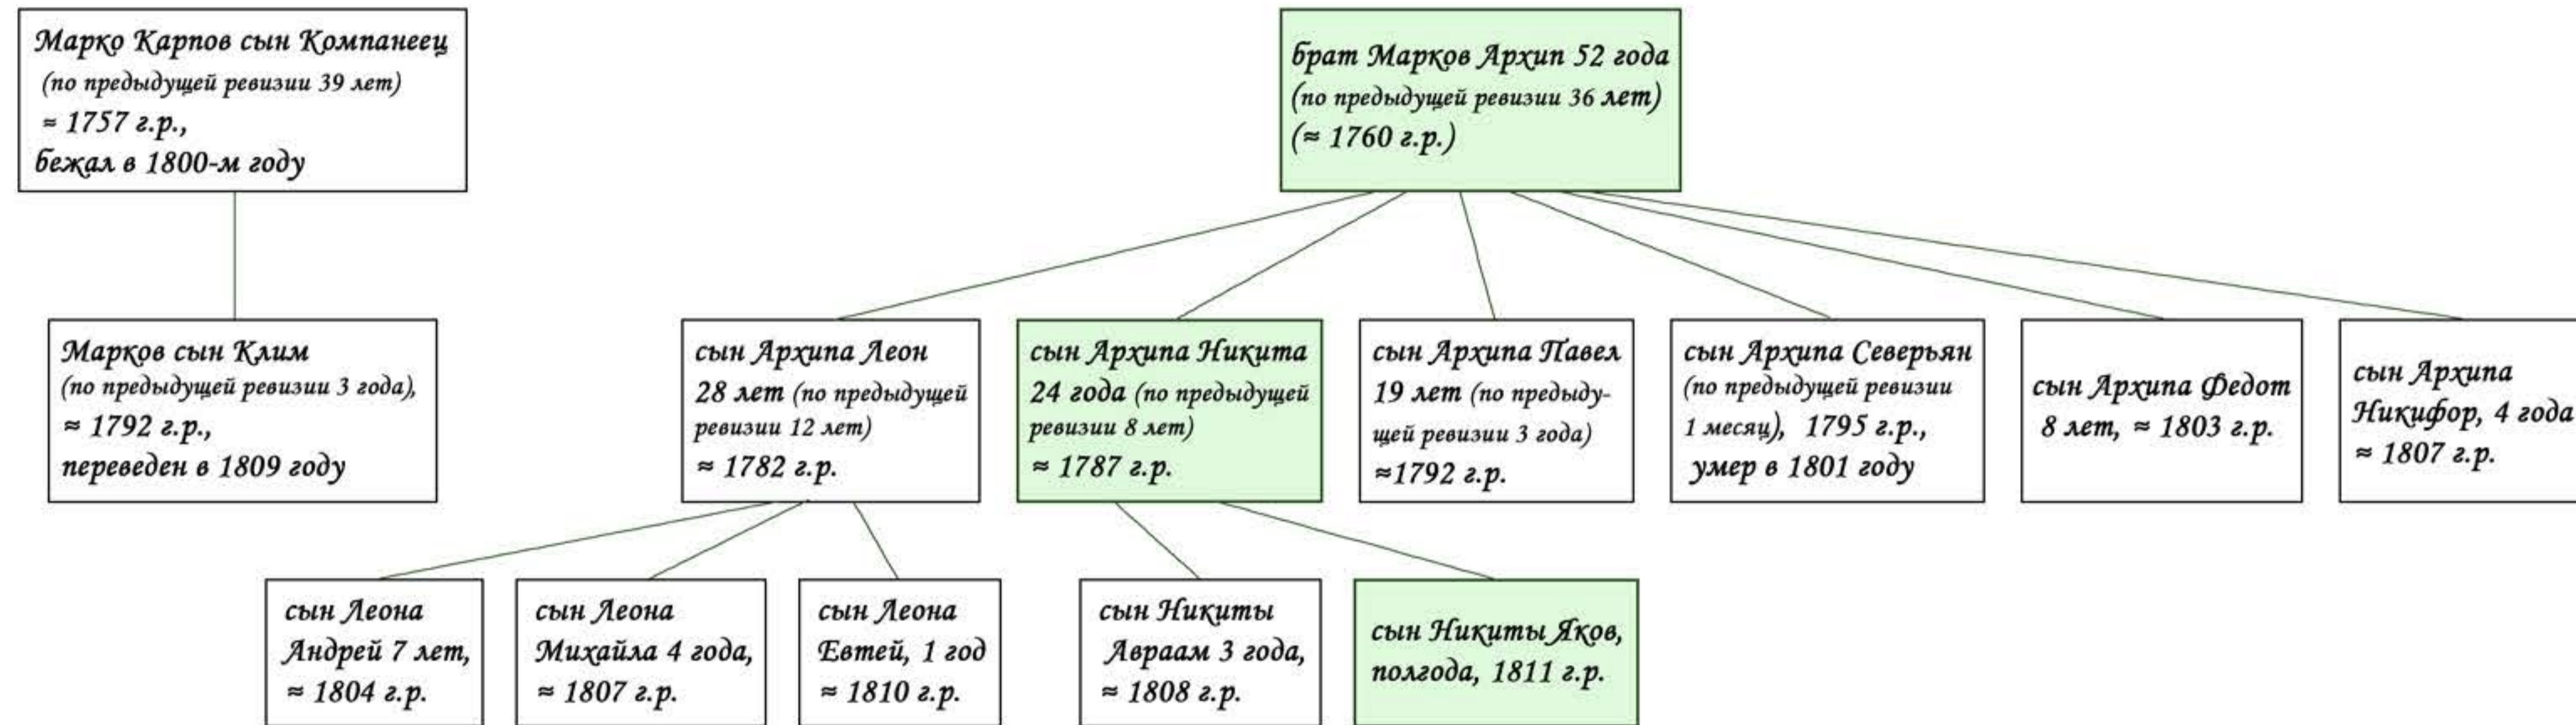 Марко Карпов сын Компанеец
(по предыдущей ревизии 39 лет)
≈ 1757 г.р.,
бежал в 1800-м году
брат Марков Архип 52 года
(по предыдущей ревизии 36 лет)
(≈ 1760 г.р.)
Марков сын Клим
(по предыдущей ревизии 3 года),
≈ 1792 г.р.,
переведен в 1809 году
сын Архипа Леон
28 лет (по предыдущей
ревизии 12 лет)
≈ 1782 г.р.
сын Архипа Никита
24 года (по предыдущей
ревизии 8 лет)
≈ 1787 г.р.
сын Архипа Павел
19 лет (по предыду-
щей ревизии 3 года)
≈1792 г.р.
сын Архипа Северьян
(по предыдущей ревизии
1 месяц), 1795 г.р.,
умер в 1801 году
сын Архипа Федот
8 лет, ≈ 1803 г.р.
сын Архипа
Никифор, 4 года
≈ 1807 г.р.
сын Леона
Андрей 7 лет,
≈ 1804 г.р.
сын Леона
Михайла 4 года,
≈ 1807 г.р.
сын Леона
Евтей, 1 год
≈ 1810 г.р.
сын Никиты
Авраам 3 года,
≈ 1808 г.р.
сын Никиты Яков,
полгода, 1811 г.р.